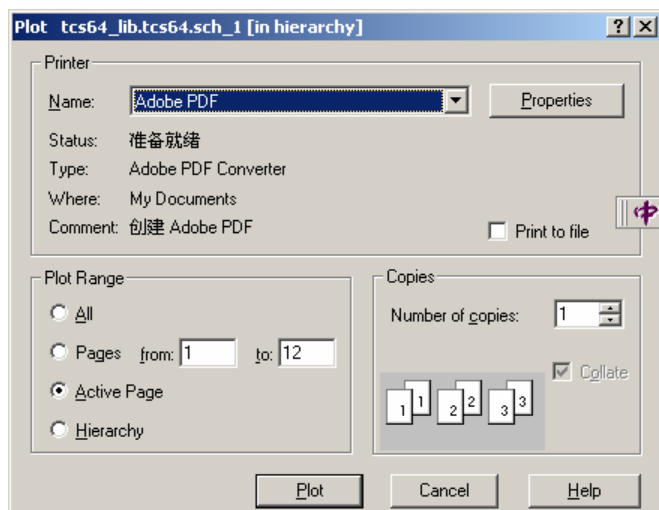 Plot tcs64_lib.tcs64.sch_1 [in hierarchy]
Printer
Name: Adobe PDF Properties
Status: 准备就绪
Type: Adobe PDF Converter
Where: My Documents
Comment: 创建 Adobe PDF Print to file
中
Plot Range
All
Pages from: 1 to: 12
Active Page
Hierarchy
Copies
Number of copies: 1
Collate
1 1 2 2 3 3
Plot Cancel Help